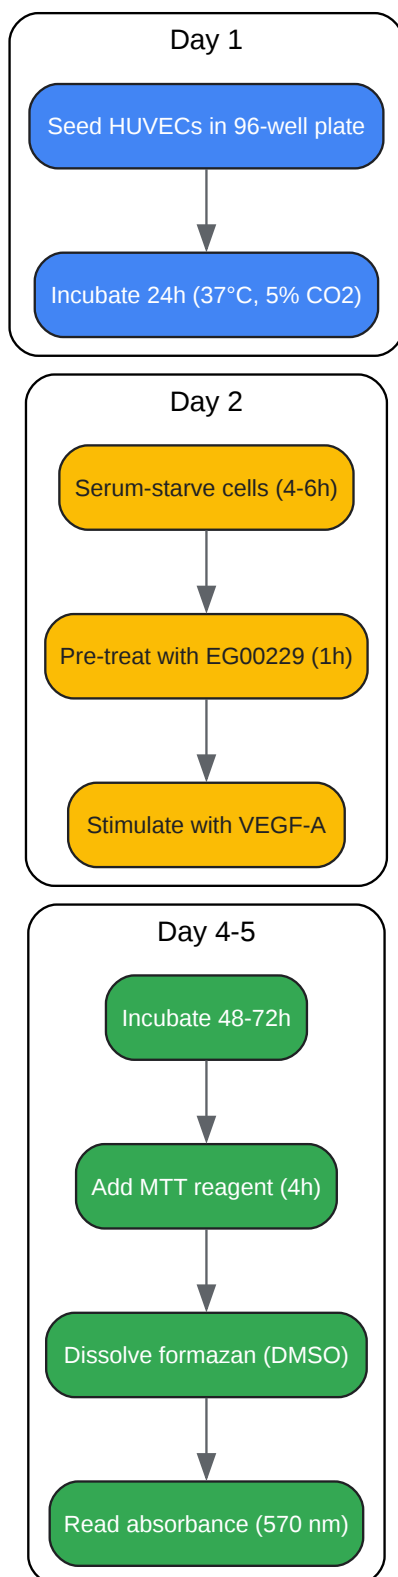 Day 1
Seed HUVECs in 96-well plate
Incubate 24h (37°C, 5% CO2)
Day 2
Serum-starve cells (4-6h)
Pre-treat with EG00229 (1h)
Stimulate with VEGF-A
Day 4-5
Incubate 48-72h
Add MTT reagent (4h)
Dissolve formazan (DMSO)
Read absorbance (570 nm)